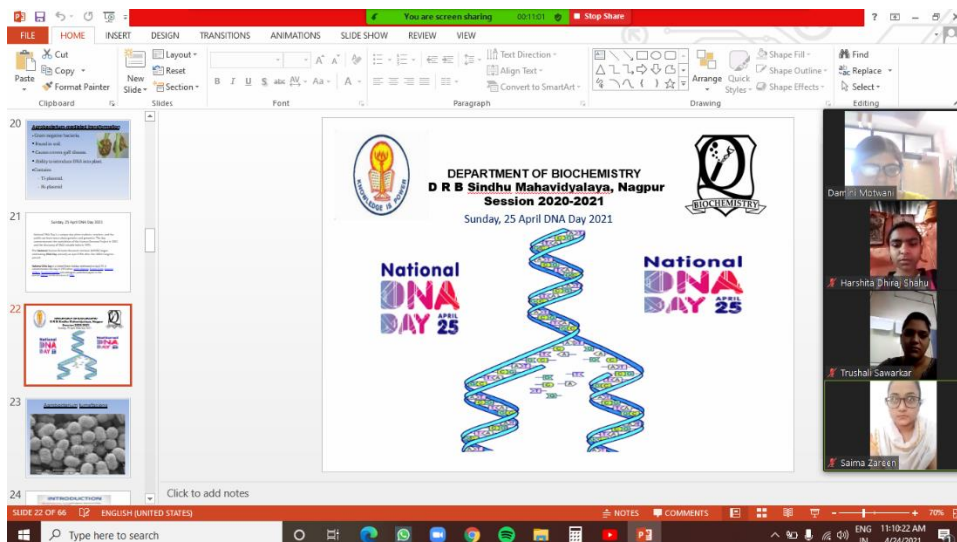 You are screen sharing 00:11:01 Stop Share
FILE HOME INSERT DESIGN TRANSITIONS ANIMATIONS SLIDE SHOW REVIEW VIEW
Cut
Copy
Format Painter
Paste
Clipboard
New Slide
Layout
Reset
Section
Slides
B I U S abc AV Aa A
Font
Text Direction
Align Text
Convert to SmartArt
Paragraph
Arrange
Quick Styles
Shape Fill
Shape Outline
Shape Effects
Drawing
Find
Replace
Select
Editing
20
Agrobacterium mediated transformation
21
Sunday, 25 April DNA Day 2021
22
23
24
INTRODUCTION
KNOWLEDGE IS POWER
BIOCHEMISTRY
DEPARTMENT OF BIOCHEMISTRY
D R B Sindhu Mahavidyalaya, Nagpur
Session 2020-2021
Sunday, 25 April DNA Day 2021
National
DNA
DAY APRIL 25
National
DNA
DAY APRIL 25
Damini Motwani
Harshita Dhiraj Shahu
Trushali Sawarkar
Saima Zareen
Click to add notes
SLIDE 22 OF 66 ENGLISH (UNITED STATES) NOTES COMMENTS 70%
Type here to search
ENG 11:10:22 AM
IN 4/24/2021